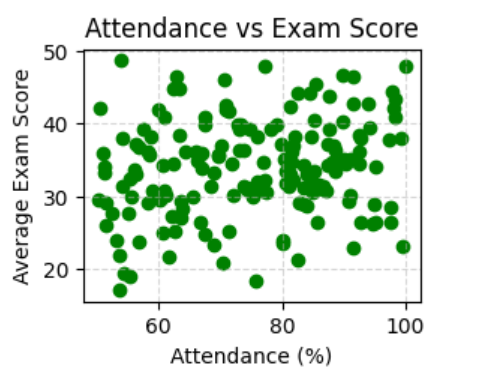 Attendance vs Exam Score
50
40
30
20
Average Exam Score
60 80 100
Attendance (%)